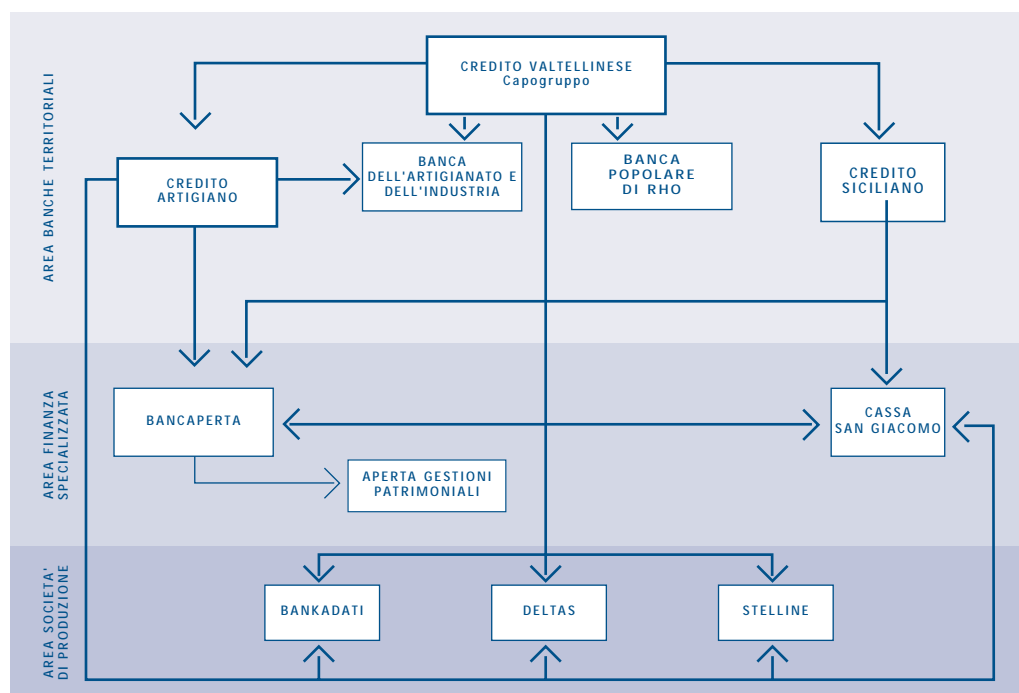 AREA BANCHE TERRITORIALI
CREDITO VALTELLINESE
Capogruppo
CREDITO
ARTIGIANO
BANCA
DELL'ARTIGIANATO E
DELL'INDUSTRIA
BANCA
POPOLARE
DI RHO
CREDITO
SICILIANO
AREA FINANZA
SPECIALIZZATA
BANCAPERTA
CASSA
SAN GIACOMO
APERTA GESTIONI
PATRIMONIALI
AREA SOCIETA'
DI PRODUZIONE
BANKADATI
DELTAS
STELLINE